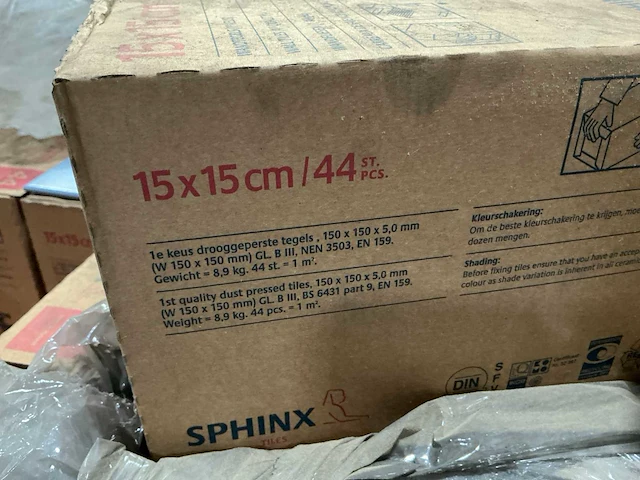 15x15cm/44 ST. PCS.
1e keus drooggeperste tegels, 150 x 150 x 5,0 mm
(W 150 x 150 mm) GL. B III, NEN 3503, EN 159.
Gewicht = 8,9 kg. 44 st. = 1 m².
1st quality dust pressed tiles, 150 x 150 x 5,0 mm
(W 150 x 150 mm) GL. B III, BS 6431 part 9, EN 159.
Weight = 8,9 kg. 44 pcs. = 1 m².
Kleurschakering:
Om de beste kleurschakering te krijgen,
dozen mengen.
Shading:
Before fixing tiles ensure that you have an
colour as shade variation is inherent in all
DIN
SPHINX
TILES
15x15c